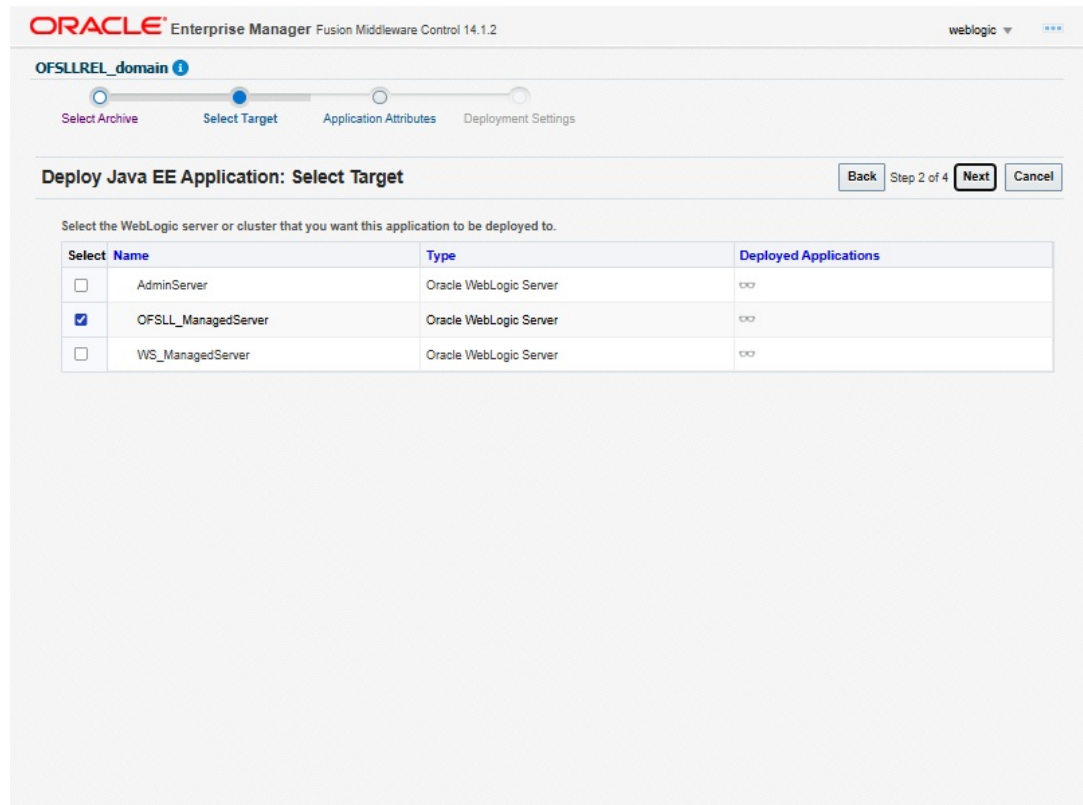 ORACLE Enterprise Manager Fusion Middleware Control 14.1.2 weblogic
OFSLLREL_domain
Select Archive Select Target Application Attributes Deployment Settings
Deploy Java EE Application: Select Target Back Step 2 of 4 Next Cancel
Select the WebLogic server or cluster that you want this application to be deployed to.
Select Name Type Deployed Applications
AdminServer Oracle WebLogic Server
OFSLL_ManagedServer Oracle WebLogic Server
WS_ManagedServer Oracle WebLogic Server